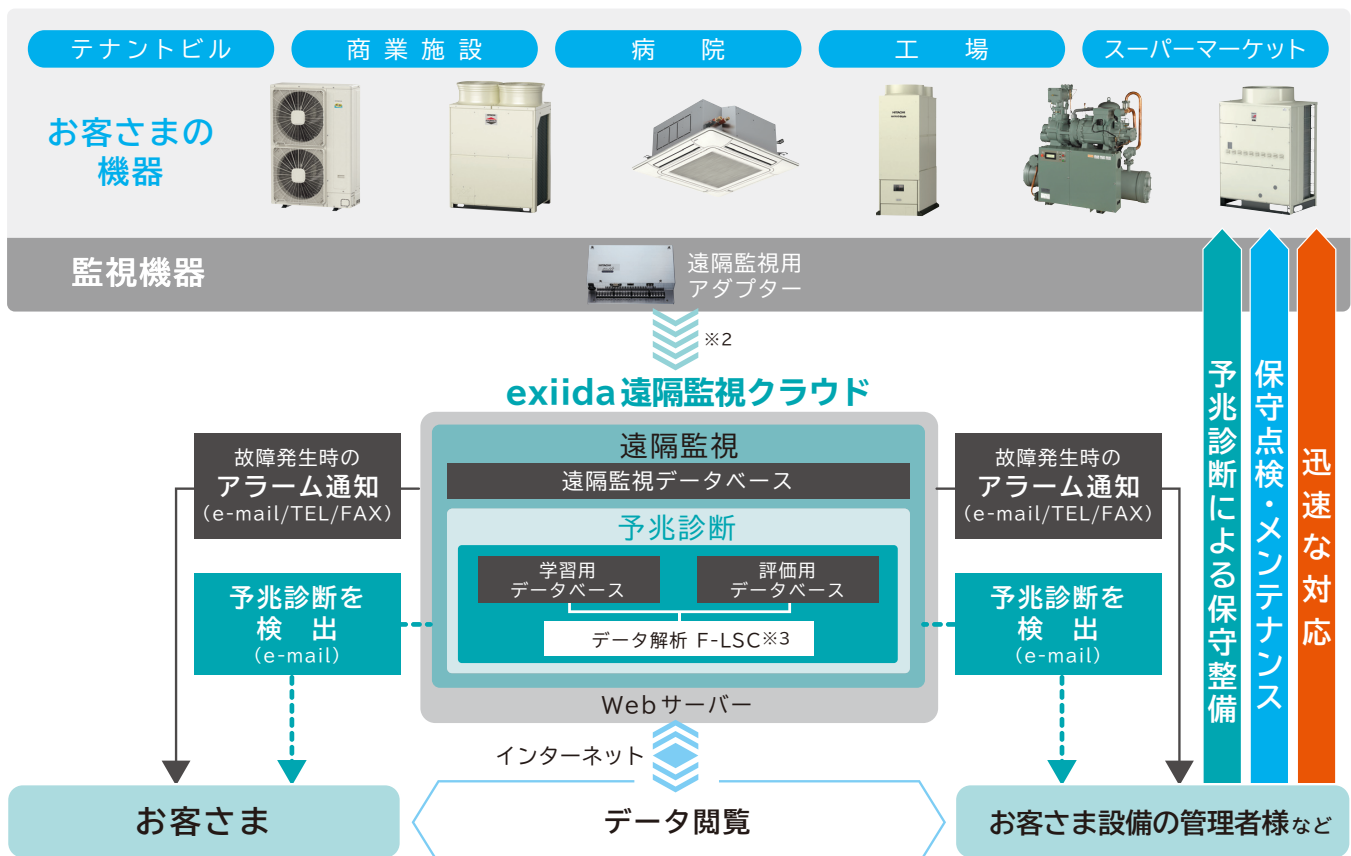 テナントビル
商業施設
病院
工場
スーパーマーケット
お客さまの
機器
監視機器
遠隔監視用
アダプター
※2
exiida遠隔監視クラウド
遠隔監視
遠隔監視データベース
予兆診断
学習用
データベース
評価用
データベース
データ解析 F-LSC※3
Webサーバー
故障発生時の
アラーム通知
（e-mail/TEL/FAX）
予兆診断を
検出
（e-mail）
故障発生時の
アラーム通知
（e-mail/TEL/FAX）
予兆診断を
検出
（e-mail）
予兆診断による保守整備
保守点検・メンテナンス
迅速な対応
インターネット
お客さま
データ閲覧
お客さま設備の管理者様など